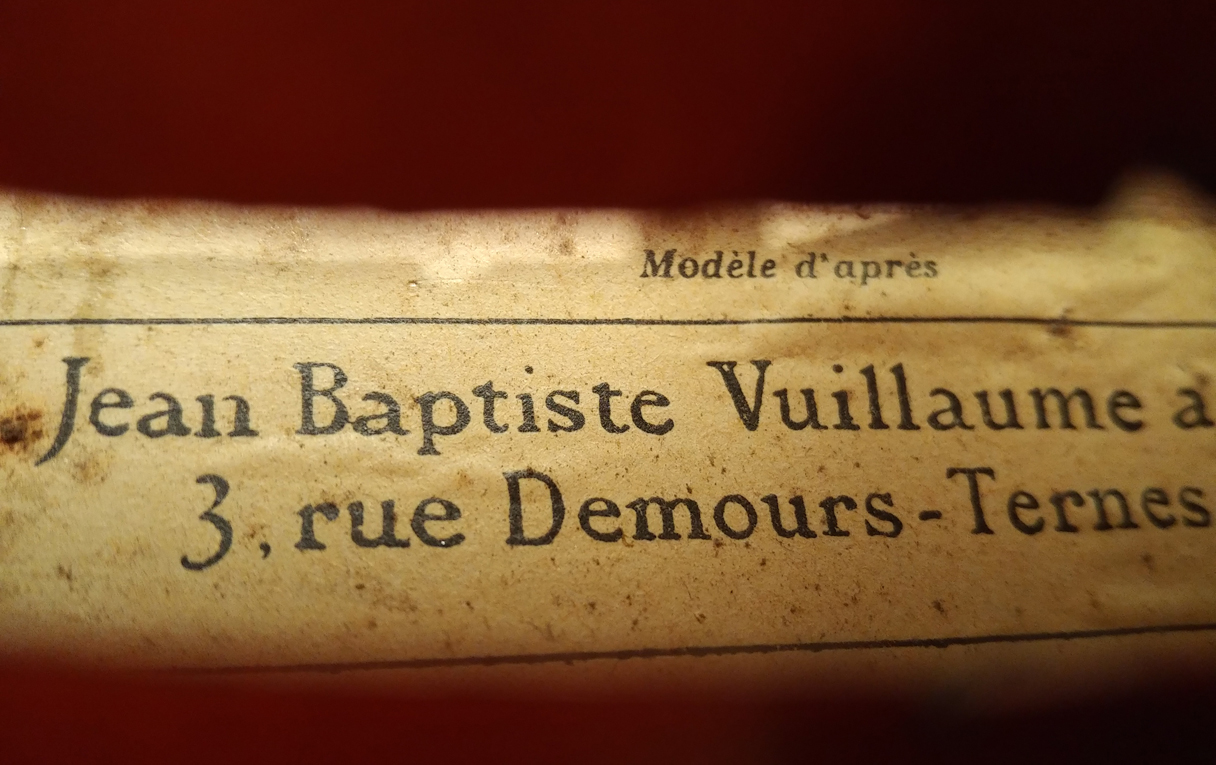 Modèle d'après
Jean Baptiste Vuillaume a
3, rue Demours-Ternes